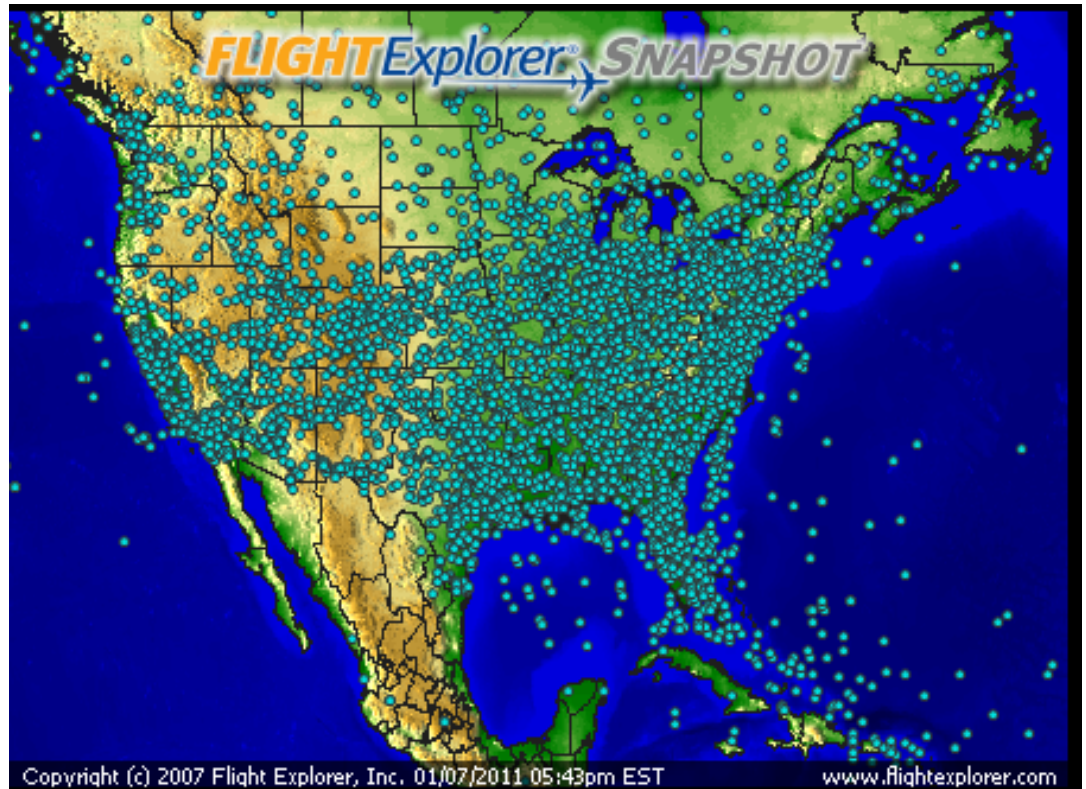 FLIGHTExplorer® SNAPSHOT
Copyright (c) 2007 Flight Explorer, Inc. 01/07/2011 05:43pm EST
www.flightexplorer.com